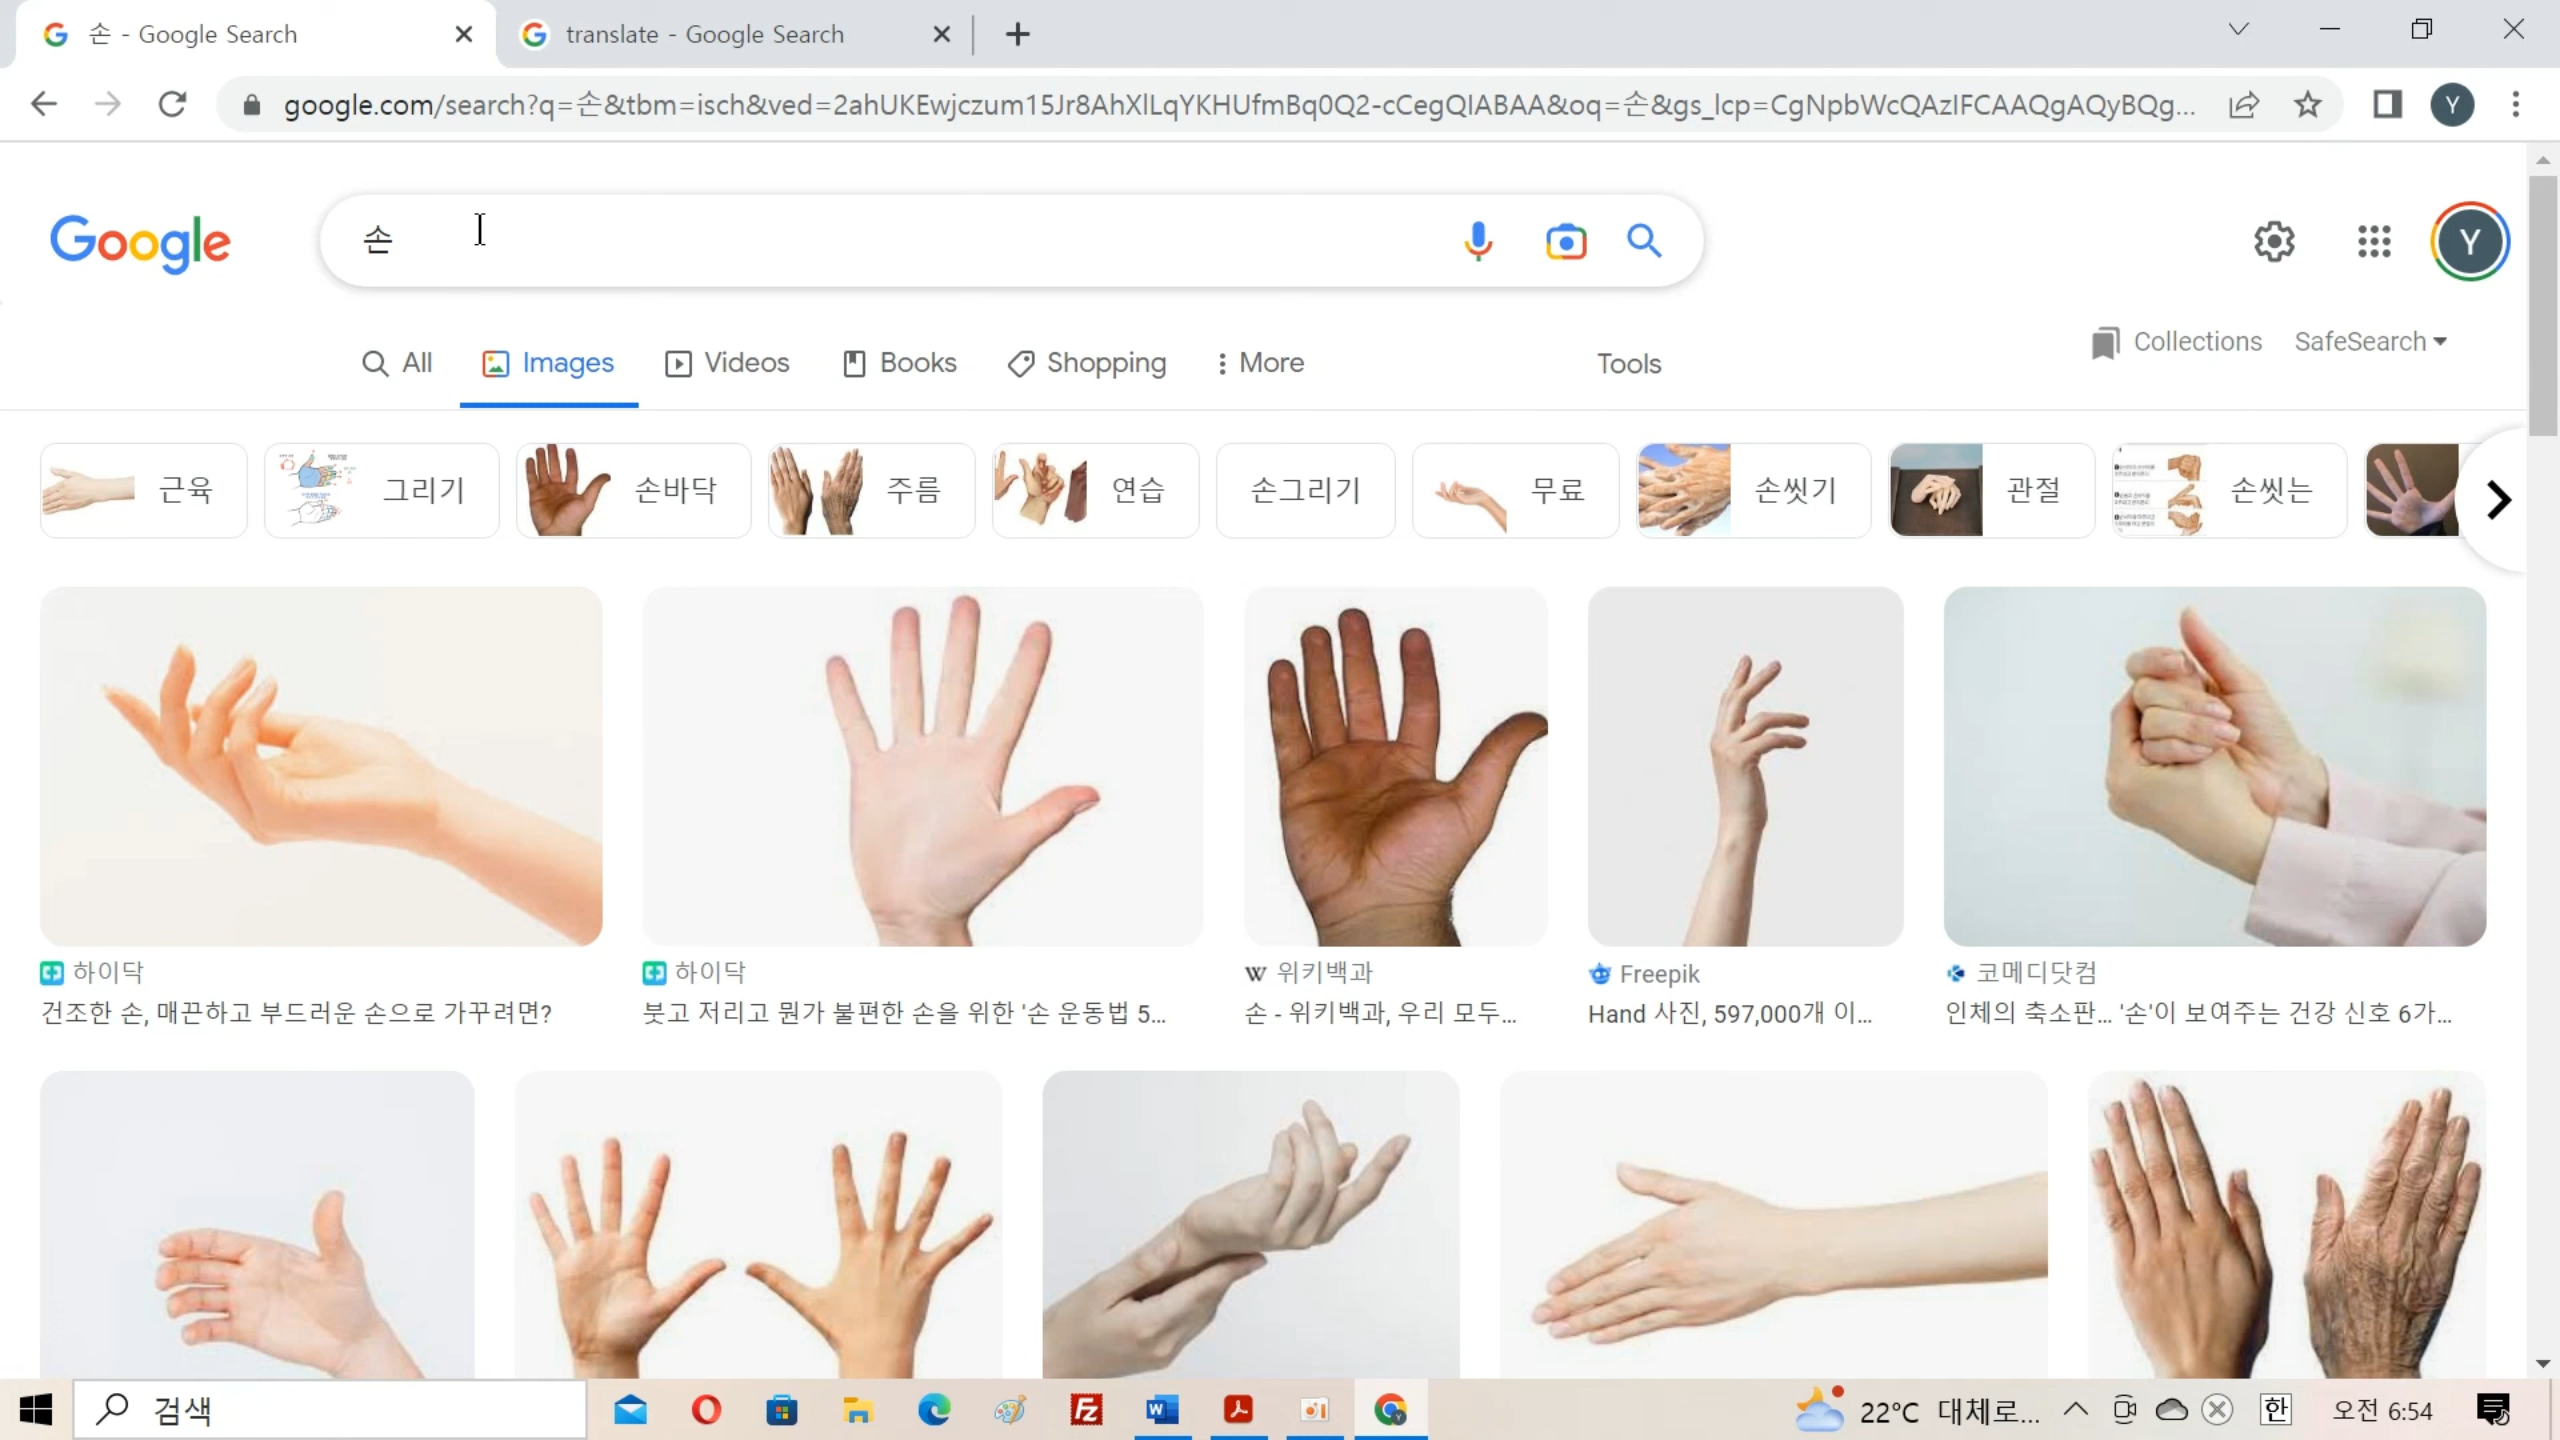 손 - Google Search
translate - Google Search
google.com/search?q=손&tbm=isch&ved=2ahUKEwjczum15Jr8AhXlLqYKHUfmBq0Q2-cCegQIABAA&oq=손&gs_lcp=CgNpbWcQAzIFCAAQgAQyBQg...
Y
Google
손
Y
All
Images
Videos
Books
Shopping
More
Tools
Collections
SafeSearch
근육
그리기
손바닥
주름
연습
손그리기
무료
손씻기
관절
손씻는
하이닥
건조한 손, 매끈하고 부드러운 손으로 가꾸려면?
하이닥
붓고 저리고 뭔가 불편한 손을 위한 '손 운동법 5...
W 위키백과
손 - 위키백과, 우리 모두...
Freepik
Hand 사진, 597,000개 이...
코메디닷컴
인체의 축소판... '손'이 보여주는 건강 신호 6가...
검색
22°C 대체로...
한
오전 6:54